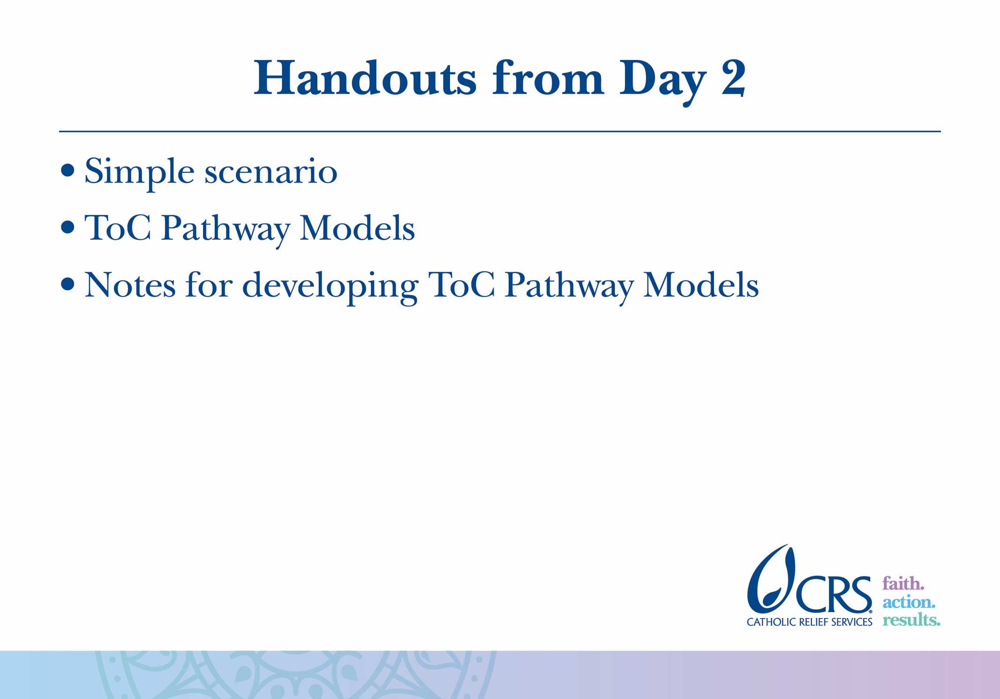 Handouts from Day 2
• Simple scenario
• ToC Pathway Models
• Notes for developing ToC Pathway Models
CRS®
CATHOLIC RELIEF SERVICES
faith.
action.
results.